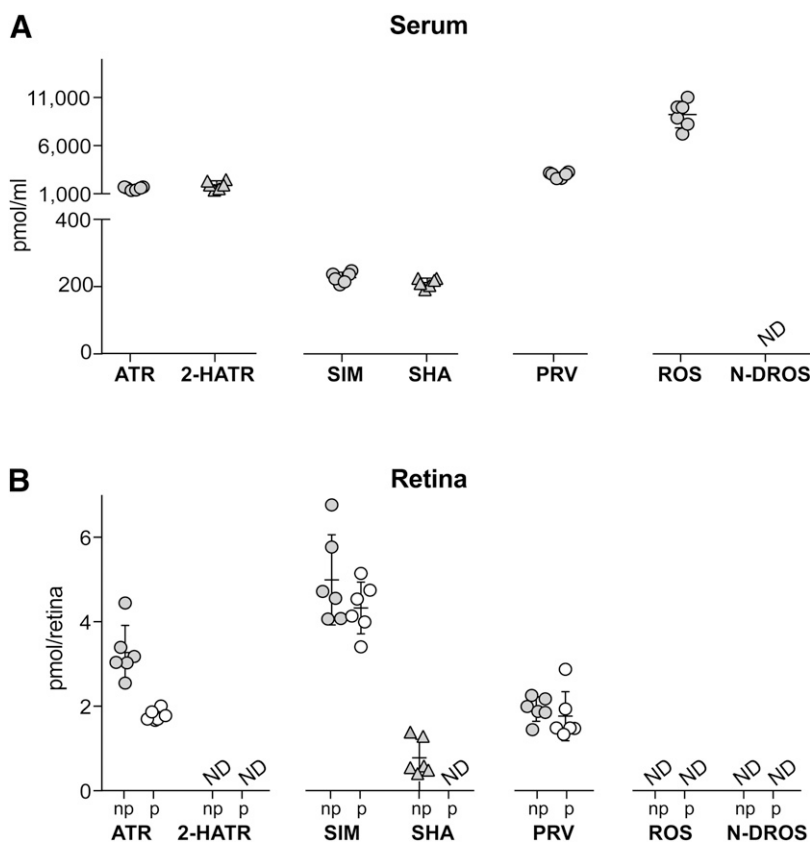 A
Serum
pmol/ml
11,000
6,000
1,000
400
200
0
ND
ATR 2-HATR SIM SHA PRV ROS N-DROS
B
Retina
pmol/retina
6
4
2
0
ND ND ND ND ND ND ND
np p np p np p np p np p np p np p
ATR 2-HATR SIM SHA PRV ROS N-DROS